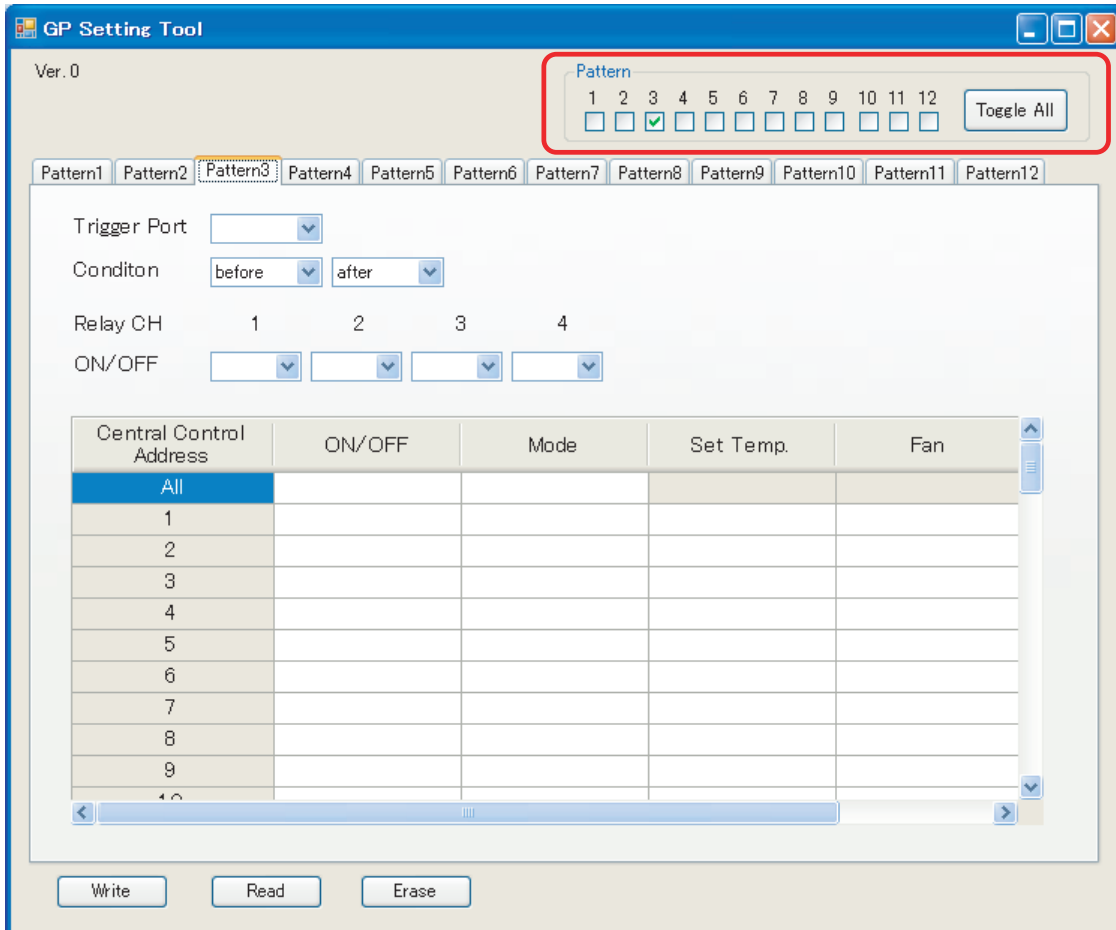 GP Setting Tool
Ver. 0
Pattern
1 2 3 4 5 6 7 8 9 10 11 12
Toggle All
Pattern1 Pattern2 Pattern3 Pattern4 Pattern5 Pattern6 Pattern7 Pattern8 Pattern9 Pattern10 Pattern11 Pattern12
Trigger Port
Conditon before after
Relay CH 1 2 3 4
ON/OFF
Central Control Address ON/OFF Mode Set Temp. Fan
All
1
2
3
4
5
6
7
8
9
10
Write Read Erase